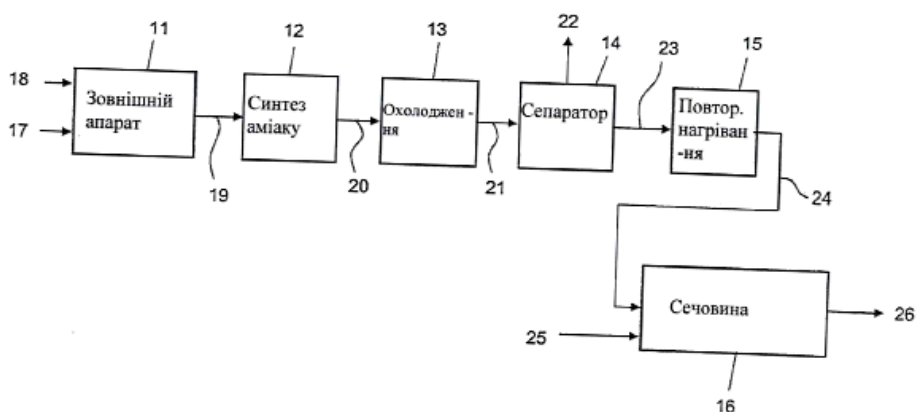 11
12
13
22
14
23
15
18
17
Зовнішній
апарат
19
Синтез
аміаку
20
Охолоджен -
ня
21
Сепаратор
Повтор.
нагріван
-ня
24
25
Сечовина
26
16